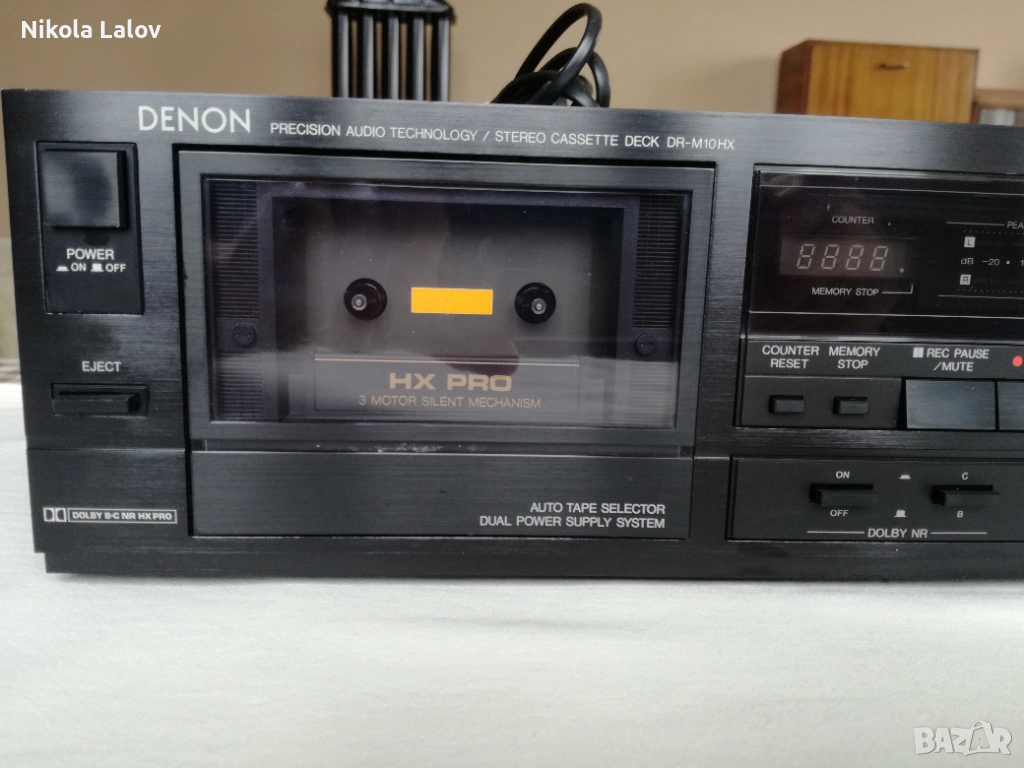 Nikola Lalov
DENON PRECISION AUDIO TECHNOLOGY / STEREO CASSETTE DECK DR-M10HX
POWER
ON OFF
EJECT
DOLBY B-C NR HX PRO
HX PRO
3 MOTOR SILENT MECHANISM
AUTO TAPE SELECTOR
DUAL POWER SUPPLY SYSTEM
COUNTER
8888.
MEMORY STOP
PEA
L
dB -20 • 1
R
COUNTER RESET
MEMORY STOP
REC PAUSE
/MUTE
ON
OFF
C
B
DOLBY NR
BAZAR